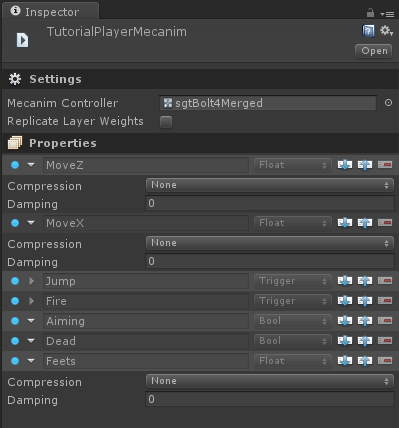 Inspector
TutorialPlayerMecanim
Open
Settings
Mecanim Controller sgtBolt4Merged
Replicate Layer Weights
Properties
MoveZ Float
Compression None
Damping 0
MoveX Float
Compression None
Damping 0
Jump Trigger
Fire Trigger
Aiming Bool
Dead Bool
Feets Float
Compression None
Damping 0